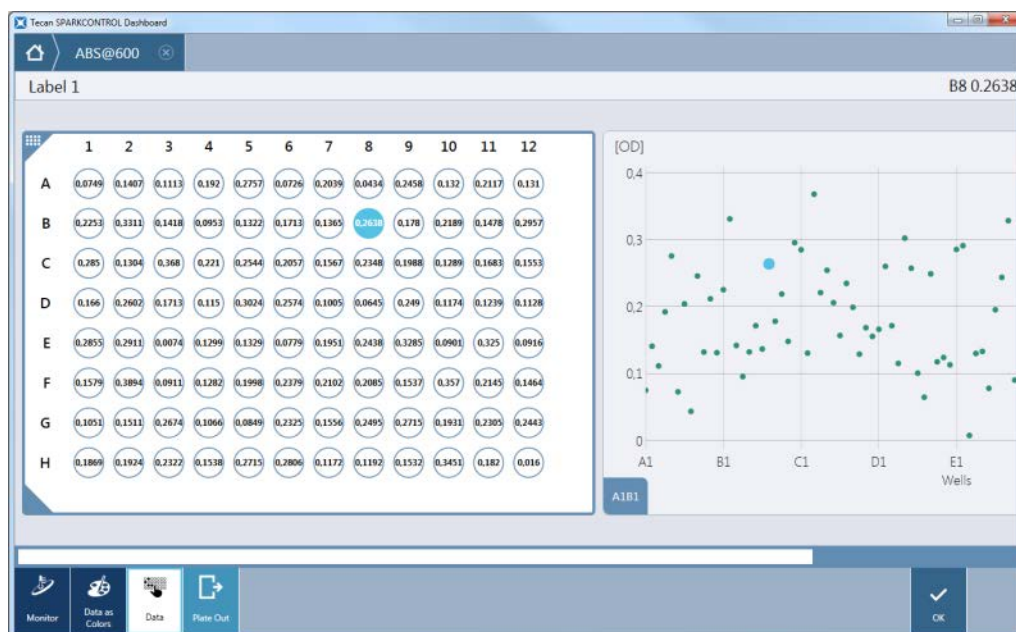 Tecan SPARKCONTROL Dashboard
ABS@600
Label 1
B8 0.2638
1 2 3 4 5 6 7 8 9 10 11 12
A 0,0749 0,1407 0,1113 0,192 0,2757 0,0726 0,2039 0,0434 0,2458 0,132 0,2117 0,131
B 0,2253 0,3311 0,1418 0,0953 0,1322 0,1713 0,1365 0,2638 0,178 0,2189 0,1478 0,2957
C 0,285 0,1304 0,368 0,221 0,2544 0,2057 0,1567 0,2348 0,1988 0,1289 0,1683 0,1553
D 0,166 0,2602 0,1713 0,115 0,3024 0,2574 0,1005 0,0645 0,249 0,1174 0,1239 0,1128
E 0,2855 0,2911 0,0074 0,1299 0,1329 0,0779 0,1951 0,2438 0,3285 0,0901 0,325 0,0916
F 0,1579 0,3894 0,0911 0,1282 0,1998 0,2379 0,2102 0,2085 0,1537 0,357 0,2145 0,1464
G 0,1051 0,1511 0,2674 0,1066 0,0849 0,2325 0,1556 0,2495 0,2715 0,1931 0,2305 0,2443
H 0,1869 0,1924 0,2322 0,1538 0,2715 0,2806 0,1172 0,1192 0,1532 0,3451 0,182 0,016
[OD]
0,4
0,3
0,2
0,1
0
A1 B1 C1 D1 E1
Wells
A1B1
Monitor
Data as
Colors
Data
Plate Out
OK